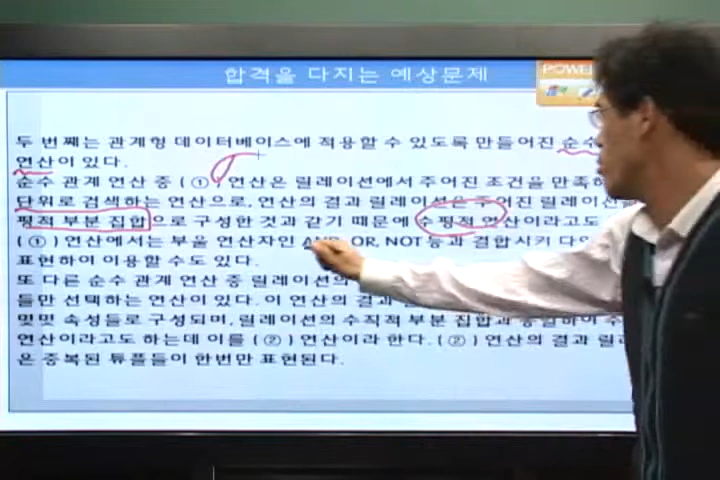 합격을 다지는 예상문제
POWE
두 번째는 관계형 데이터베이스에 적용할 수 있도록 만들어진 순수
연산이 있다.
순수 관계 연산 중 ( ① ) 연산은 릴레이션에서 주어진 조건을 만족하
단위로 검색하는 연산으로, 연산의 결과 릴레이션은 주어진 릴레이션을
평적 부분 집합으로 구성한 것과 같기 때문에 수평적 연산이라고도
( ① ) 연산에서는 부울 연산자인 AND, OR, NOT 등과 결합시켜 다
표현하여 이용할 수도 있다.
또 다른 순수 관계 연산 중 릴레이션의
들만 선택하는 연산이 있다. 이 연산의 결과
몇몇 속성들로 구성되며, 릴레이션의 수직적 부분 집합과 동일하여 수
연산이라고도 하는데 이를 ( ② ) 연산이라 한다. ( ② ) 연산의 결과 릴
은 중복된 튜플들이 한번만 표현된다.